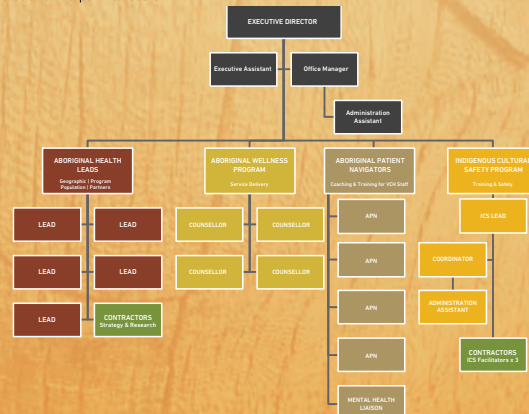 EXECUTIVE DIRECTOR
Executive Assistant
Office Manager
Administration
Assistant
ABORIGINAL HEALTH
LEADS
Geographic | Program
Population | Partners
ABORIGINAL WELLNESS
PROGRAM
Service Delivery
ABORIGINAL PATIENT
NAVIGATORS
Coaching & Training for VCH Staff
INDIGENOUS CULTURAL
SAFETY PROGRAM
Training & Safety
LEAD
LEAD
LEAD
LEAD
LEAD
CONTRACTORS
Strategy & Research
COUNSELLOR
COUNSELLOR
COUNSELLOR
COUNSELLOR
APN
APN
APN
APN
MENTAL HEALTH
LIAISON
ICS LEAD
COORDINATOR
ADMINISTRATION
ASSISTANT
CONTRACTORS
ICS Facilitators x 3